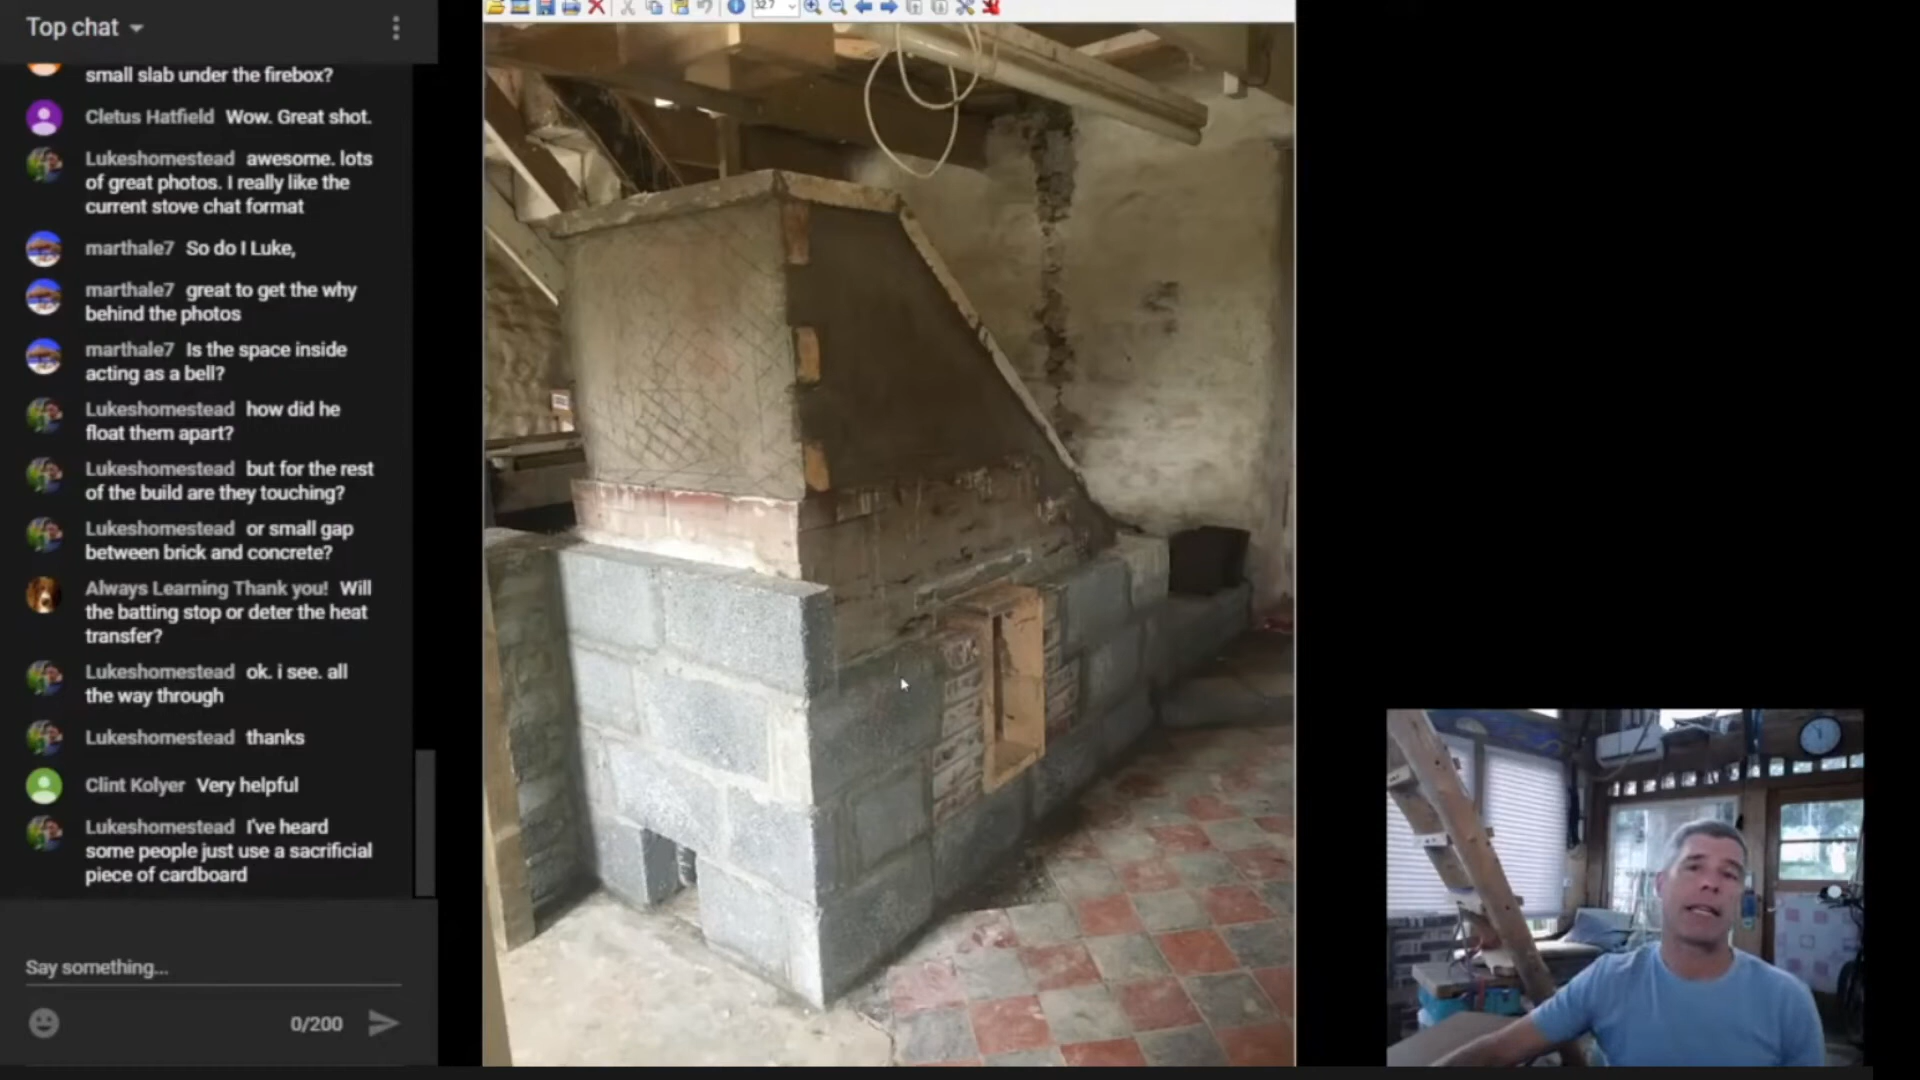 Top chat
small slab under the firebox?
Cletus Hatfield Wow. Great shot.
Lukeshomestead awesome. lots
of great photos. I really like the
current stove chat format
marthale7 So do I Luke,
marthale7 great to get the why
behind the photos
marthale7 Is the space inside
acting as a bell?
Lukeshomestead how did he
float them apart?
Lukeshomestead but for the rest
of the build are they touching?
Lukeshomestead or small gap
between brick and concrete?
Always Learning Thank you! Will
the batting stop or deter the heat
transfer?
Lukeshomestead ok. i see. all
the way through
Lukeshomestead thanks
Clint Kolyer Very helpful
Lukeshomestead I've heard
some people just use a sacrificial
piece of cardboard
Say something...
0/200